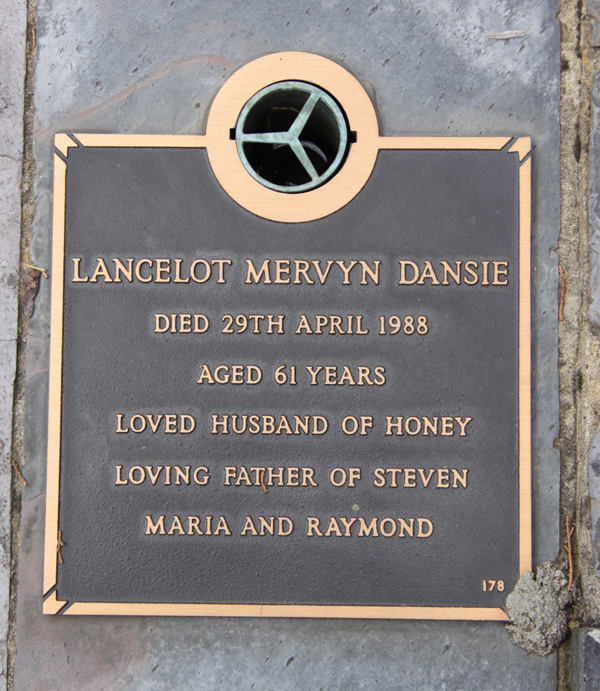 LANCELOT MERVYN DANSIE
DIED 29TH APRIL 1988
AGED 61 YEARS
LOVED HUSBAND OF HONEY
LOVING FATHER OF STEVEN
MARIA AND RAYMOND
178